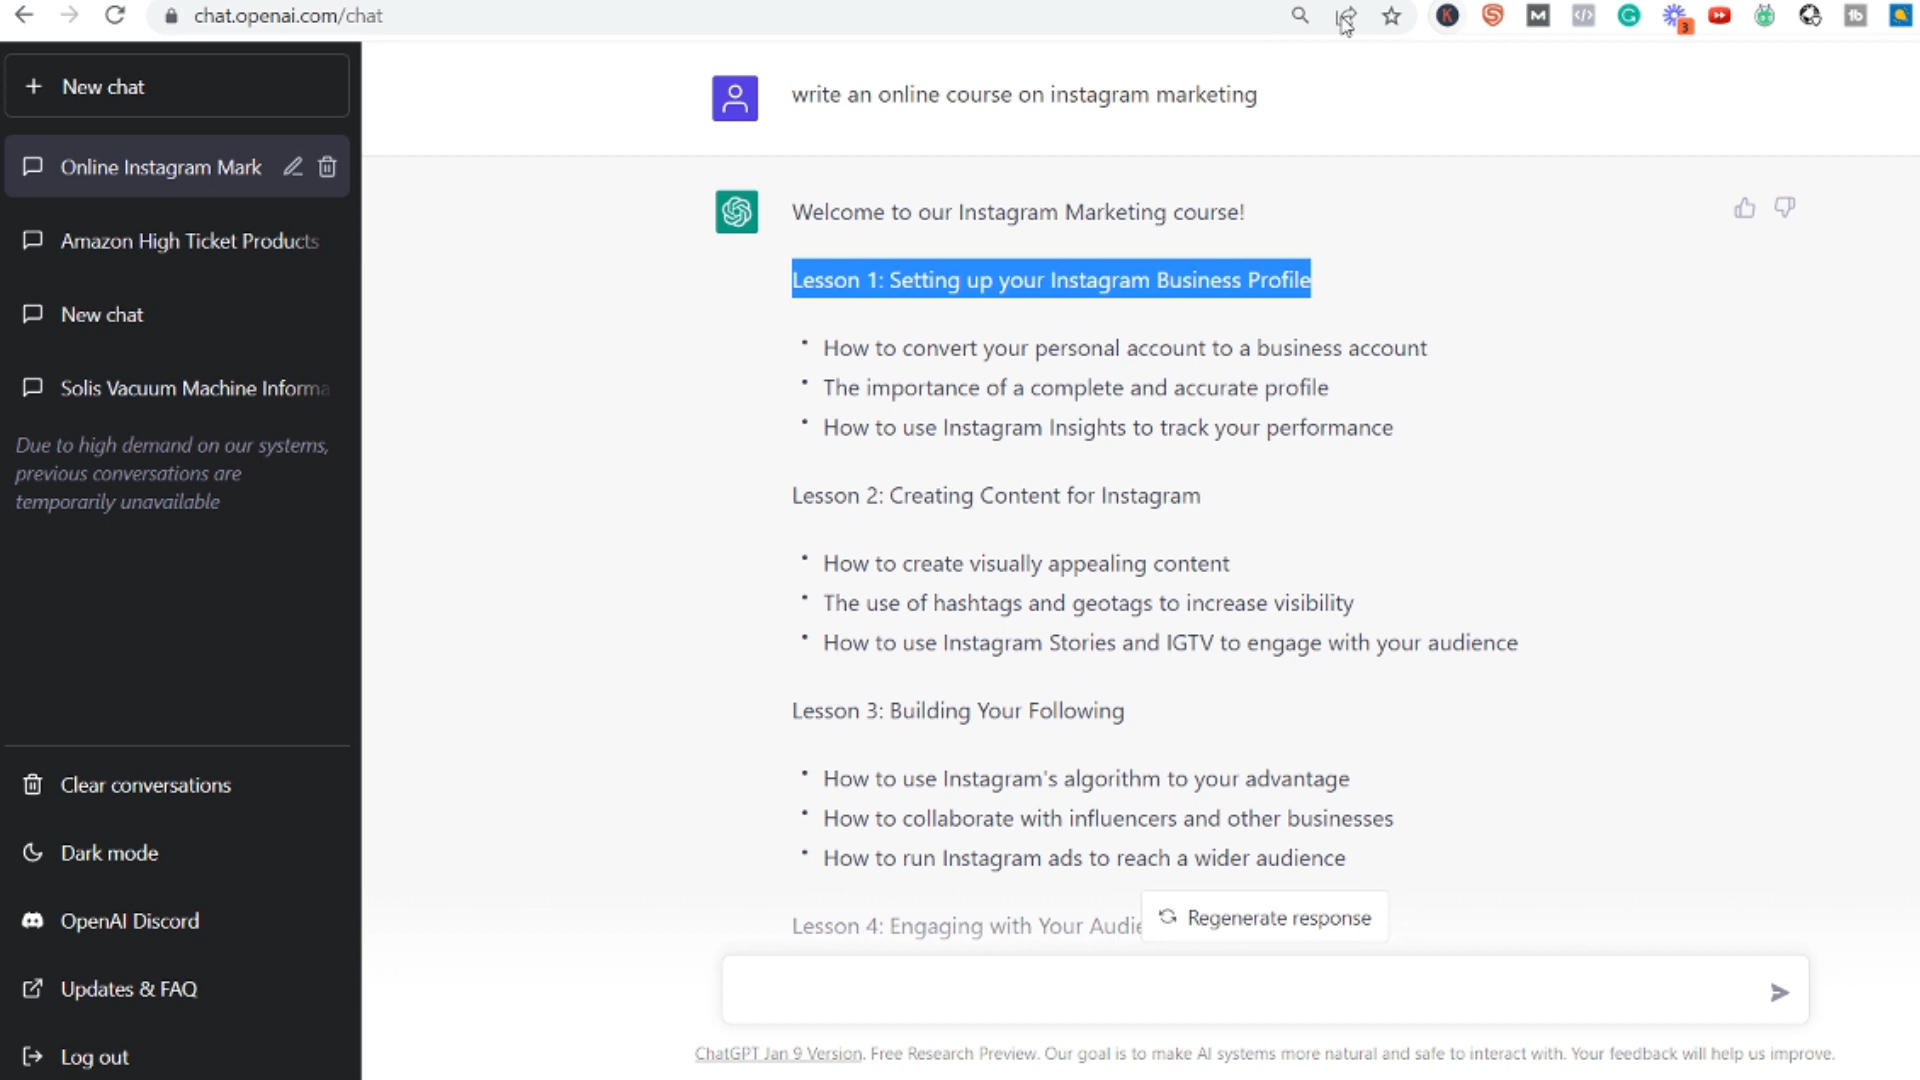 chat.openai.com/chat
New chat
Online Instagram Mark
Amazon High Ticket Products
New chat
Solis Vacuum Machine Informa
Due to high demand on our systems,
previous conversations are
temporarily unavailable
Clear conversations
Dark mode
OpenAI Discord
Updates & FAQ
Log out
write an online course on instagram marketing
Welcome to our Instagram Marketing course!
Lesson 1: Setting up your Instagram Business Profile
• How to convert your personal account to a business account
• The importance of a complete and accurate profile
• How to use Instagram Insights to track your performance
Lesson 2: Creating Content for Instagram
• How to create visually appealing content
• The use of hashtags and geotags to increase visibility
• How to use Instagram Stories and IGTV to engage with your audience
Lesson 3: Building Your Following
• How to use Instagram's algorithm to your advantage
• How to collaborate with influencers and other businesses
• How to run Instagram ads to reach a wider audience
Lesson 4: Engaging with Your Audie
Regenerate response
ChatGPT Jan 9 Version. Free Research Preview. Our goal is to make AI systems more natural and safe to interact with. Your feedback will help us improve.
K
M
</>
G
3
tb